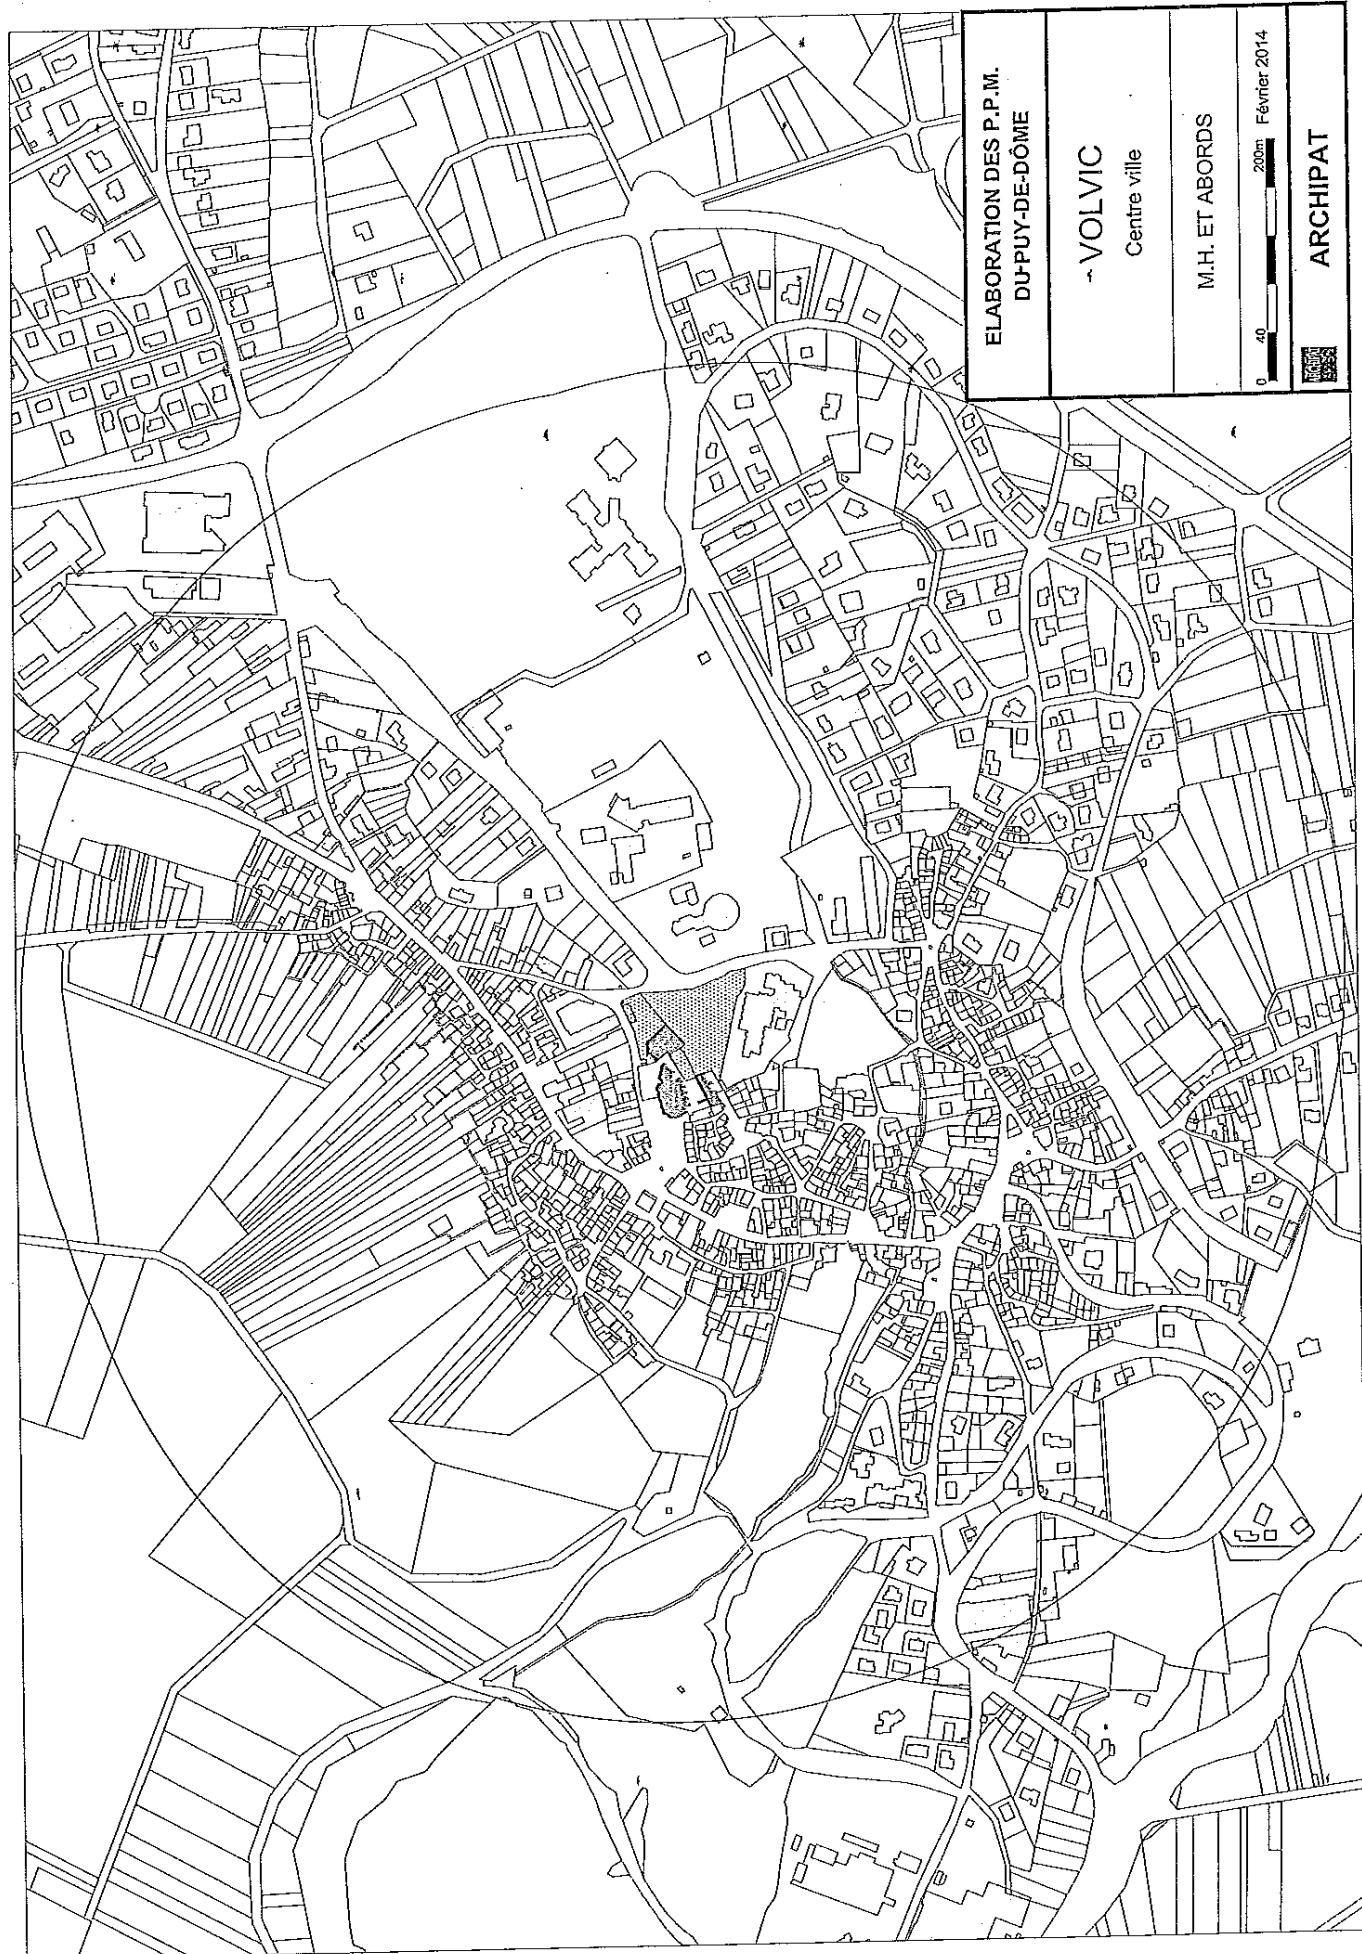 ELABORATION DES P.P.M.
DU PUY-DE-DÔME
VOLVIC
Centre ville
M.H. ET ABORDS
0 40 200m Février 2014
ARCHIPAT